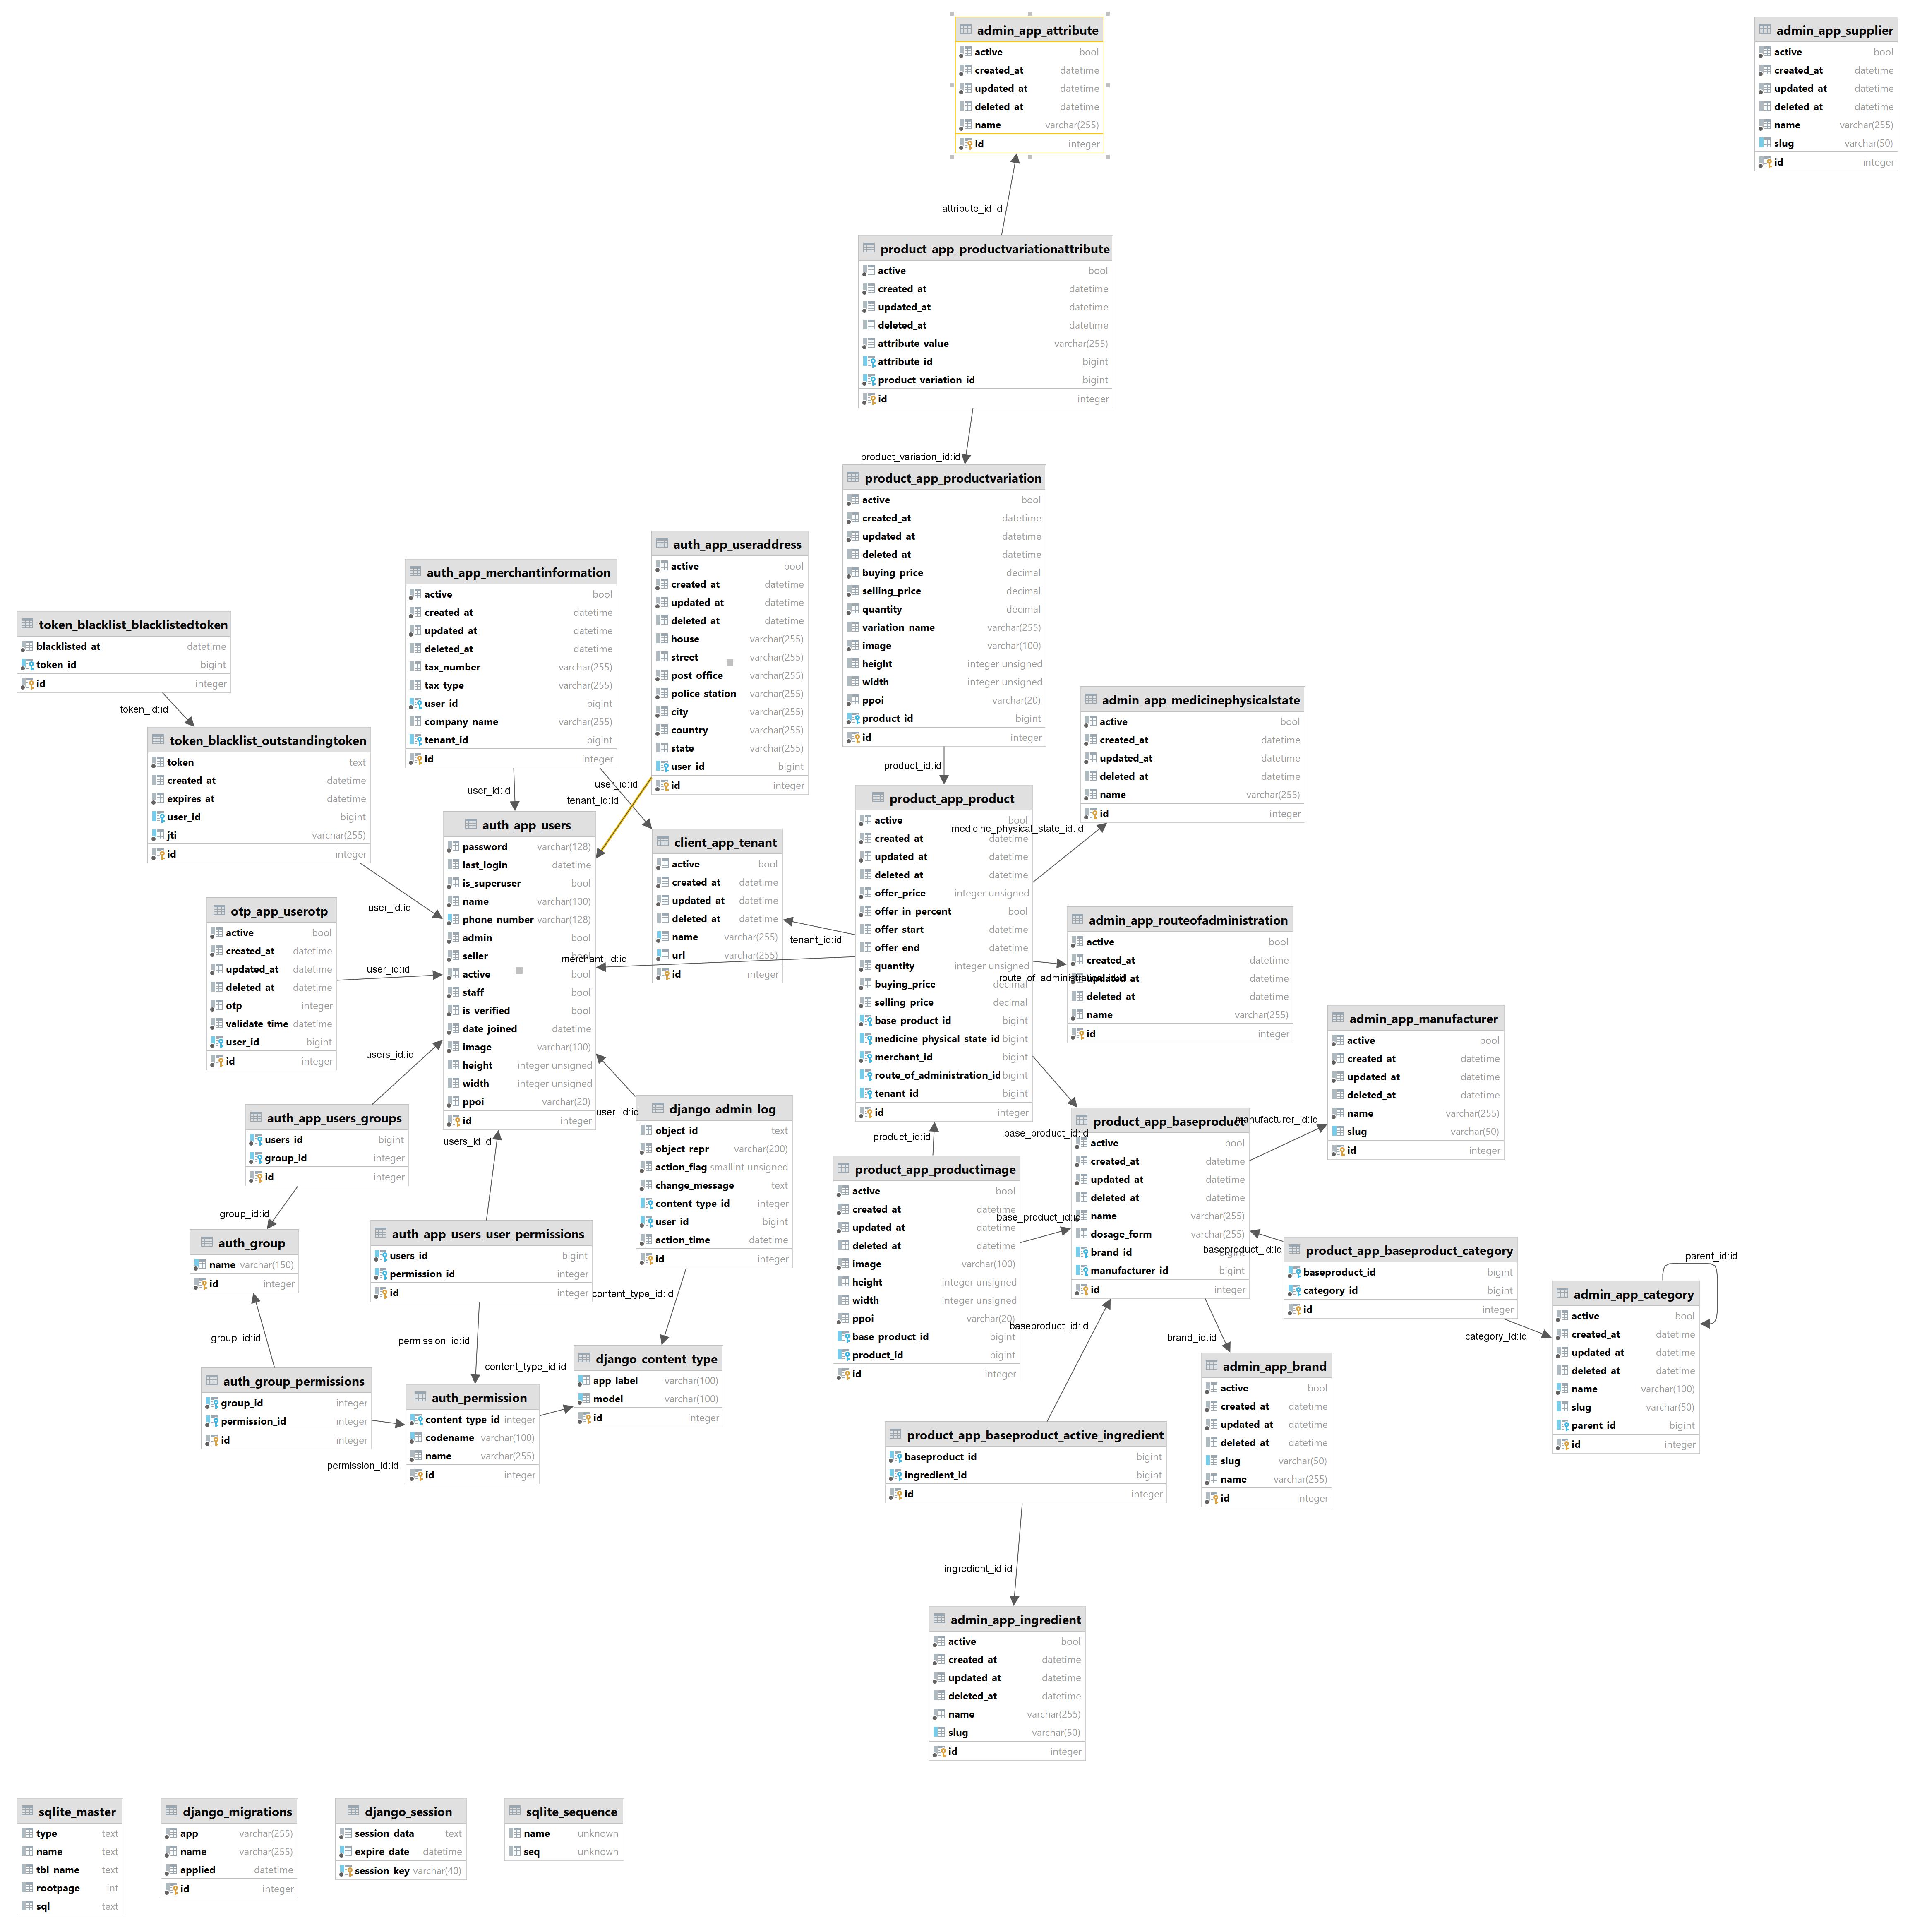 admin_app_attribute
active bool
created_at datetime
updated_at datetime
deleted_at datetime
name varchar(255)
id integer
admin_app_supplier
active bool
created_at datetime
updated_at datetime
deleted_at datetime
name varchar(255)
slug varchar(50)
id integer
attribute_id:id
product_app_productvariationattribute
active bool
created_at datetime
updated_at datetime
deleted_at datetime
attribute_value varchar(255)
attribute_id bigint
product_variation_id bigint
id integer
product_variation_id:id
product_app_productvariation
active bool
created_at datetime
updated_at datetime
deleted_at datetime
buying_price decimal
selling_price decimal
quantity decimal
variation_name varchar(255)
image varchar(100)
height integer unsigned
width integer unsigned
ppoi varchar(20)
product_id bigint
id integer
auth_app_useraddress
active bool
created_at datetime
updated_at datetime
deleted_at datetime
house varchar(255)
street varchar(255)
post_office varchar(255)
police_station varchar(255)
city varchar(255)
country varchar(255)
state varchar(255)
user_id bigint
id integer
auth_app_merchantinformation
active bool
created_at datetime
updated_at datetime
deleted_at datetime
tax_number varchar(255)
tax_type varchar(255)
user_id bigint
company_name varchar(255)
tenant_id bigint
id integer
token_blacklist_blacklistedtoken
blacklisted_at datetime
token_id bigint
id integer
token_id:id
token_blacklist_outstandingtoken
token text
created_at datetime
expires_at datetime
user_id bigint
jti varchar(255)
id integer
user_id:id
user_id:id
tenant_id:id
product_id:id
admin_app_medicinephysicalstate
active bool
created_at datetime
updated_at datetime
deleted_at datetime
name varchar(255)
id integer
auth_app_users
password varchar(128)
last_login datetime
is_superuser bool
name varchar(100)
phone_number varchar(128)
admin bool
seller
active bool
staff bool
is_verified bool
date_joined datetime
image varchar(100)
height integer unsigned
width integer unsigned
ppoi varchar(20)
id integer
client_app_tenant
active bool
created_at datetime
updated_at datetime
deleted_at datetime
name varchar(255)
url varchar(255)
id integer
product_app_product
active bool
medicine_physical_state_id:id
created_at datetime
updated_at datetime
deleted_at datetime
offer_price integer unsigned
offer_in_percent bool
offer_start datetime
offer_end datetime
quantity integer unsigned
buying_price decimal
selling_price decimal
base_product_id bigint
medicine_physical_state_id bigint
merchant_id bigint
route_of_administration_id bigint
tenant_id bigint
id integer
user_id:id
otp_app_userotp
active bool
created_at datetime
updated_at datetime
deleted_at datetime
otp integer
validate_time datetime
user_id bigint
id integer
user_id:id
tenant_id:id
merchant_id:id
admin_app_routeofadministration
active bool
created_at datetime
updated_at datetime
deleted_at datetime
name varchar(255)
id integer
route_of_administration_id:id
admin_app_manufacturer
active bool
created_at datetime
updated_at datetime
deleted_at datetime
name varchar(255)
slug varchar(50)
id integer
users_id:id
auth_app_users_groups
users_id bigint
group_id integer
id integer
user_id:id
users_id:id
django_admin_log
object_id text
object_repr varchar(200)
action_flag smallint unsigned
change_message text
content_type_id integer
user_id bigint
action_time datetime
id integer
product_id:id
base_product_id:id
manufacturer_id:id
product_app_baseproduct
active bool
created_at datetime
updated_at datetime
deleted_at datetime
name varchar(255)
dosage_form varchar(255)
brand_id
manufacturer_id bigint
id integer
product_app_productimage
active bool
created_at datetime
updated_at datetime
deleted_at datetime
image varchar(100)
height integer unsigned
width integer unsigned
ppoi varchar(20)
base_product_id bigint
product_id bigint
id integer
base_product_id:id
baseproduct_id:id
product_app_baseproduct_category
baseproduct_id bigint
category_id bigint
id integer
parent_id:id
category_id:id
admin_app_category
active bool
created_at datetime
updated_at datetime
deleted_at datetime
name varchar(100)
slug varchar(50)
parent_id bigint
id integer
group_id:id
auth_group
name varchar(150)
id integer
auth_app_users_user_permissions
users_id bigint
permission_id integer
id integer
content_type_id:id
baseproduct_id:id
brand_id:id
group_id:id
permission_id:id
content_type_id:id
django_content_type
app_label varchar(100)
model varchar(100)
id integer
auth_group_permissions
group_id integer
permission_id integer
id integer
permission_id:id
auth_permission
content_type_id integer
codename varchar(100)
name varchar(255)
id integer
admin_app_brand
active bool
created_at datetime
updated_at datetime
deleted_at datetime
slug varchar(50)
name varchar(255)
id integer
product_app_baseproduct_active_ingredient
baseproduct_id bigint
ingredient_id bigint
id integer
ingredient_id:id
admin_app_ingredient
active bool
created_at datetime
updated_at datetime
deleted_at datetime
name varchar(255)
slug varchar(50)
id integer
sqlite_master
type text
name text
tbl_name text
rootpage int
sql text
django_migrations
app varchar(255)
name varchar(255)
applied datetime
id integer
django_session
session_data text
expire_date datetime
session_key varchar(40)
sqlite_sequence
name unknown
seq unknown